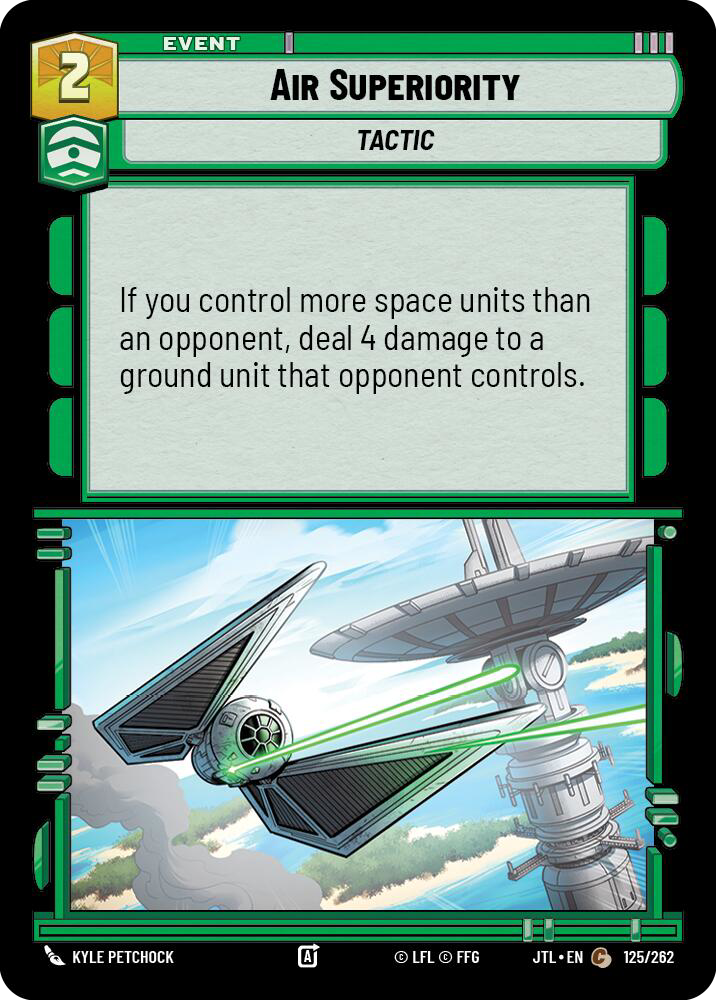 EVENT
2
AIR SUPERIORITY
TACTIC
If you control more space units than
an opponent, deal 4 damage to a
ground unit that opponent controls.
KYLE PETCHOCK
A
© LFL © FFG
JTL • EN
C
125/262